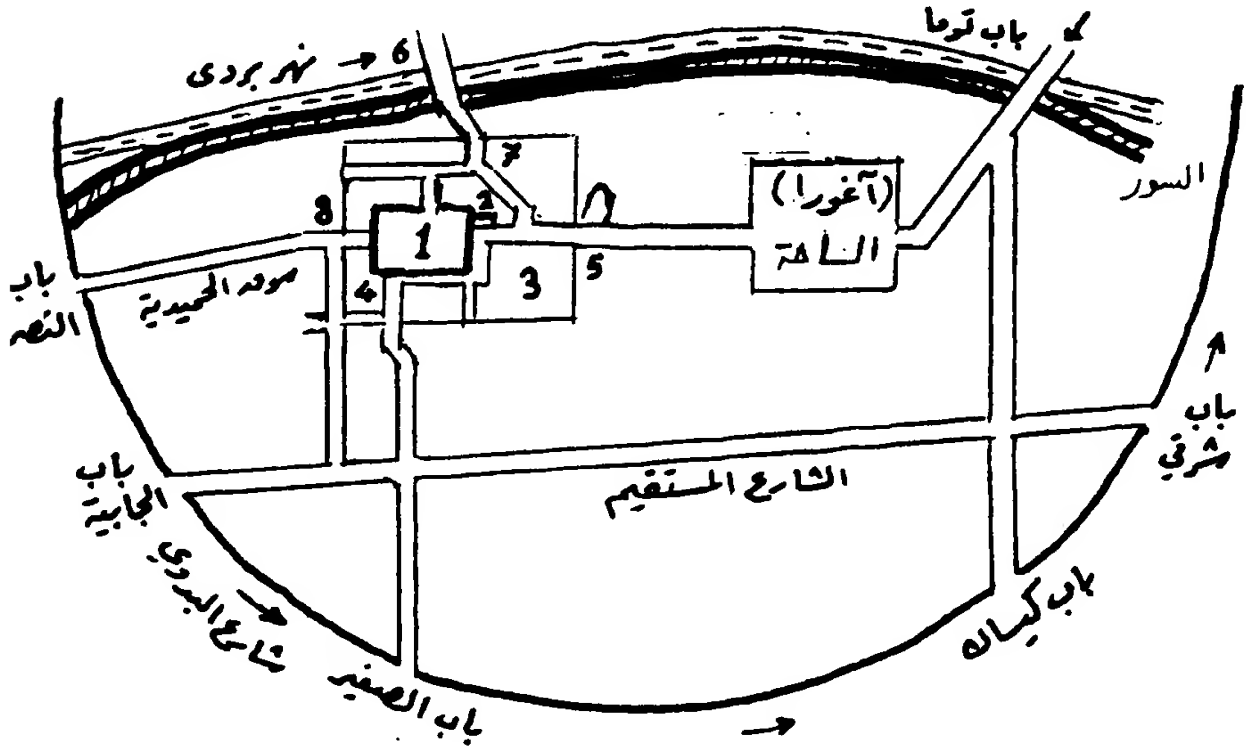 باب توما
نهر بردى
6
7
السور
(آغورا)
الساحة
8
2
1
باب
النصر
سوق الحميدية
4
3
5
باب
شرقي
باب
الجابية
الشارع المستقيم
شارع البدوي
باب كيسان
باب الصغير